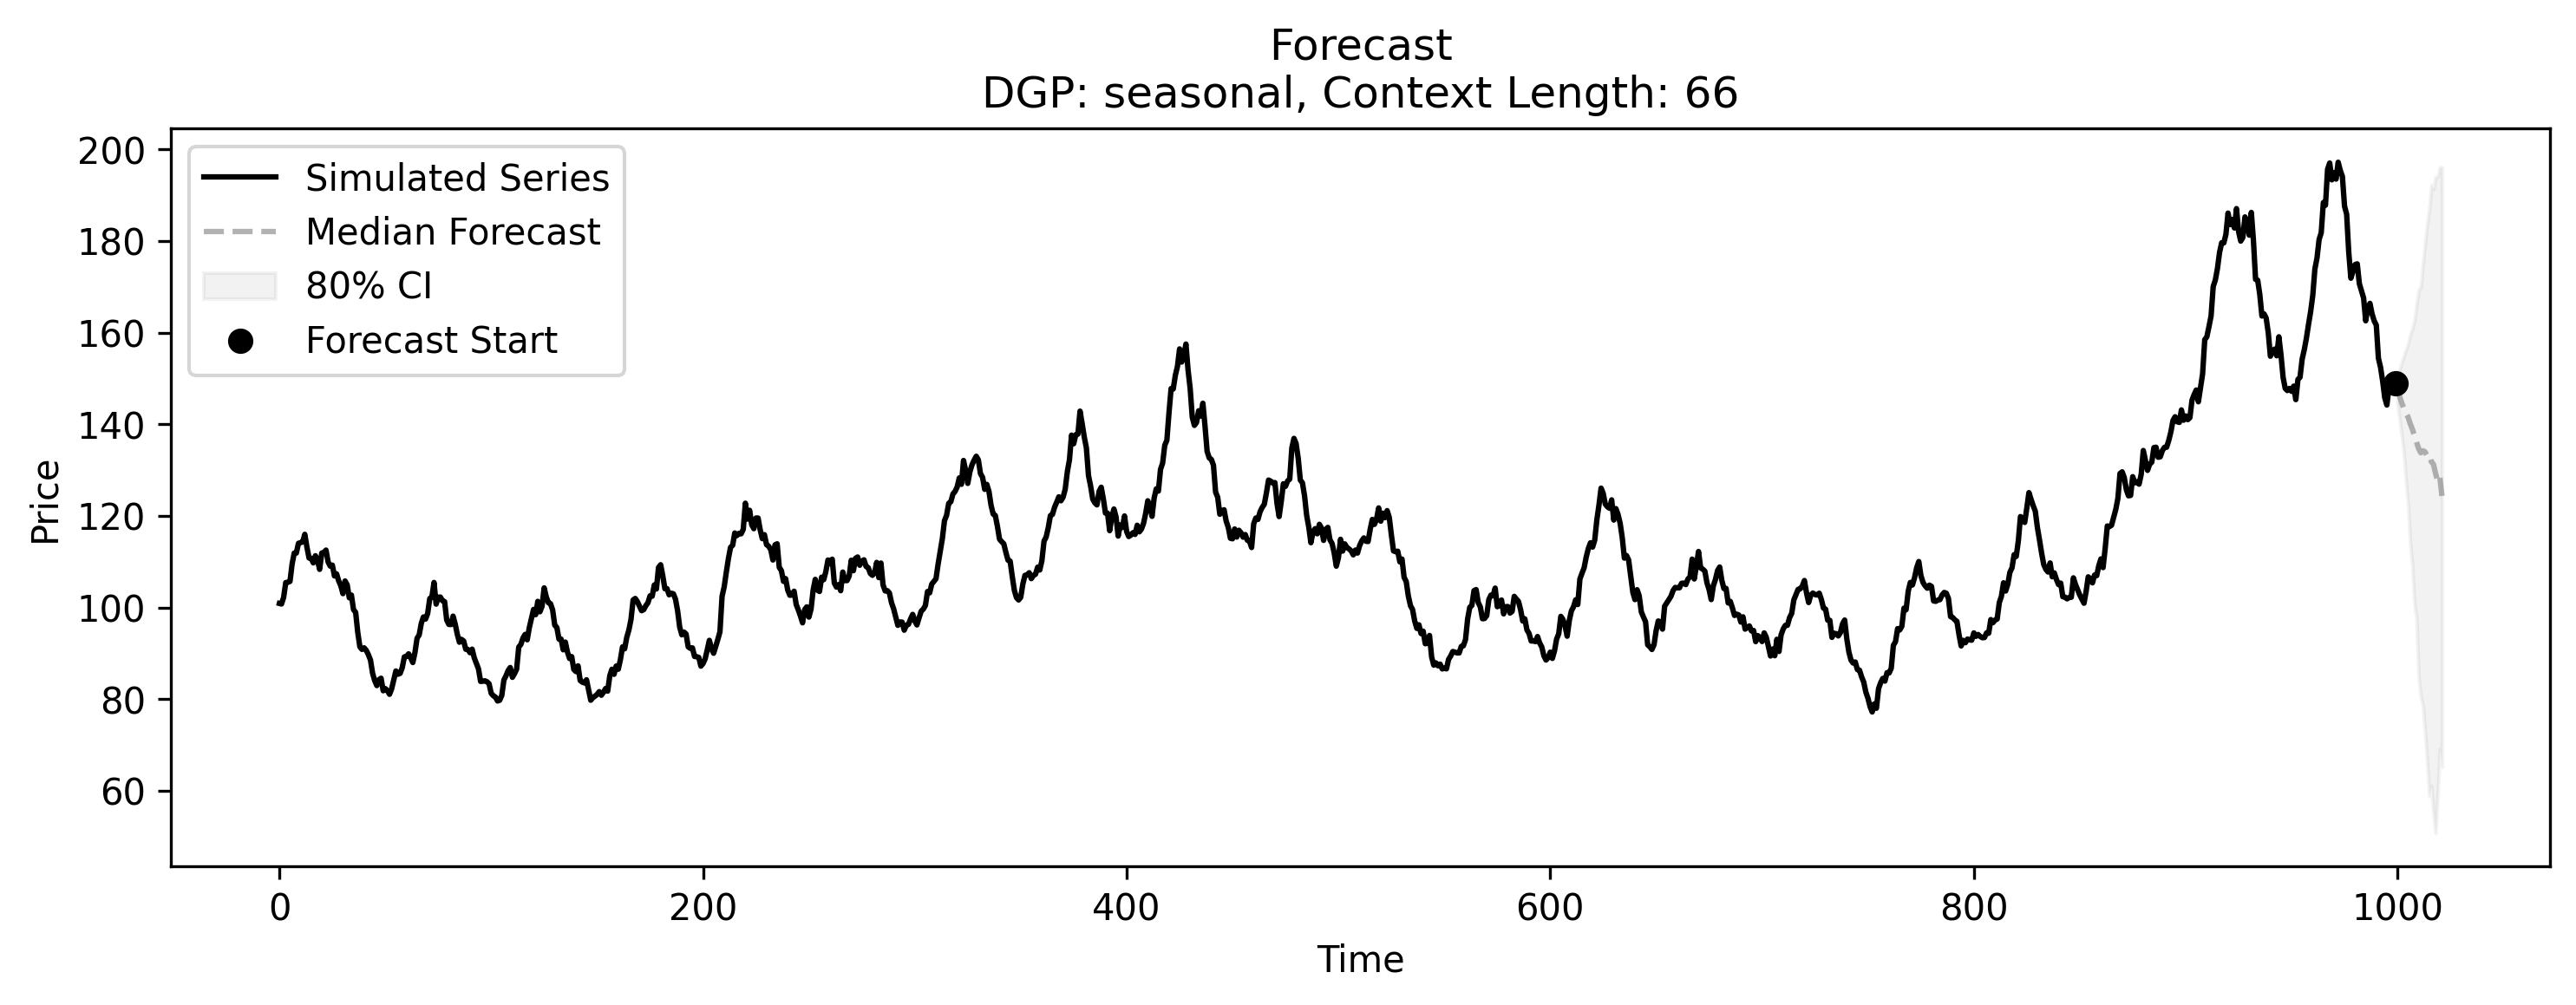 Forecast
DGP: seasonal, Context Length: 66
Simulated Series
Median Forecast
80% CI
Forecast Start
200
180
160
140
120
100
80
60
Price
0
200
400
600
800
1000
Time